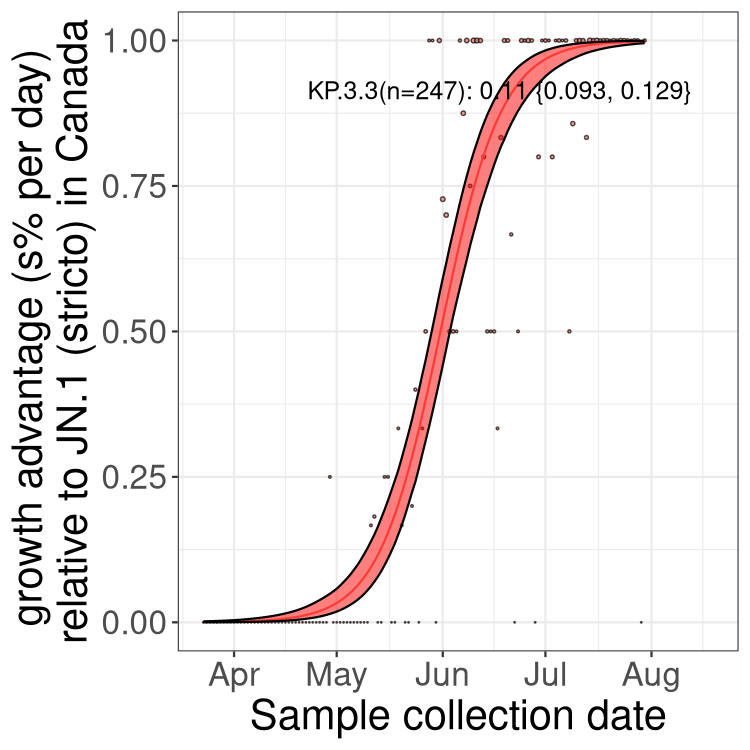 growth advantage (s% per day)
relative to JN.1 (stricto) in Canada
1.00
0.75
0.50
0.25
0.00
KP.3.3(n=247): 0.11 {0.093, 0.129}
Apr May Jun Jul Aug
Sample collection date